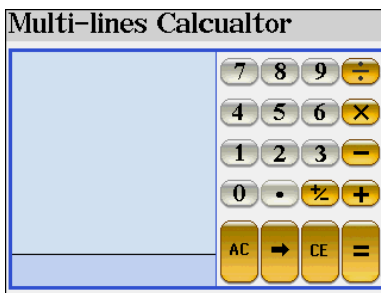 Multi-lines Calcualtor
7 8 9 ÷
4 5 6 ×
1 2 3 −
0 • +/- +
AC → CE =